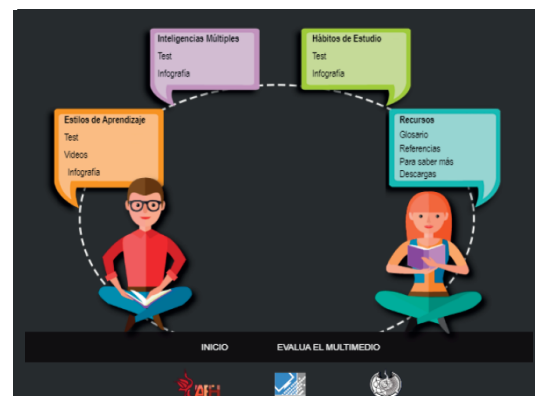 Inteligencias Múltiples
Test
Infografía
Hábitos de Estudio
Test
Infografía
Estilos de Aprendizaje
Test
Videos
Infografía
Recursos
Glosario
Referencias
Para saber más
Descargas
INICIO
EVALUA EL MULTIMEDIO